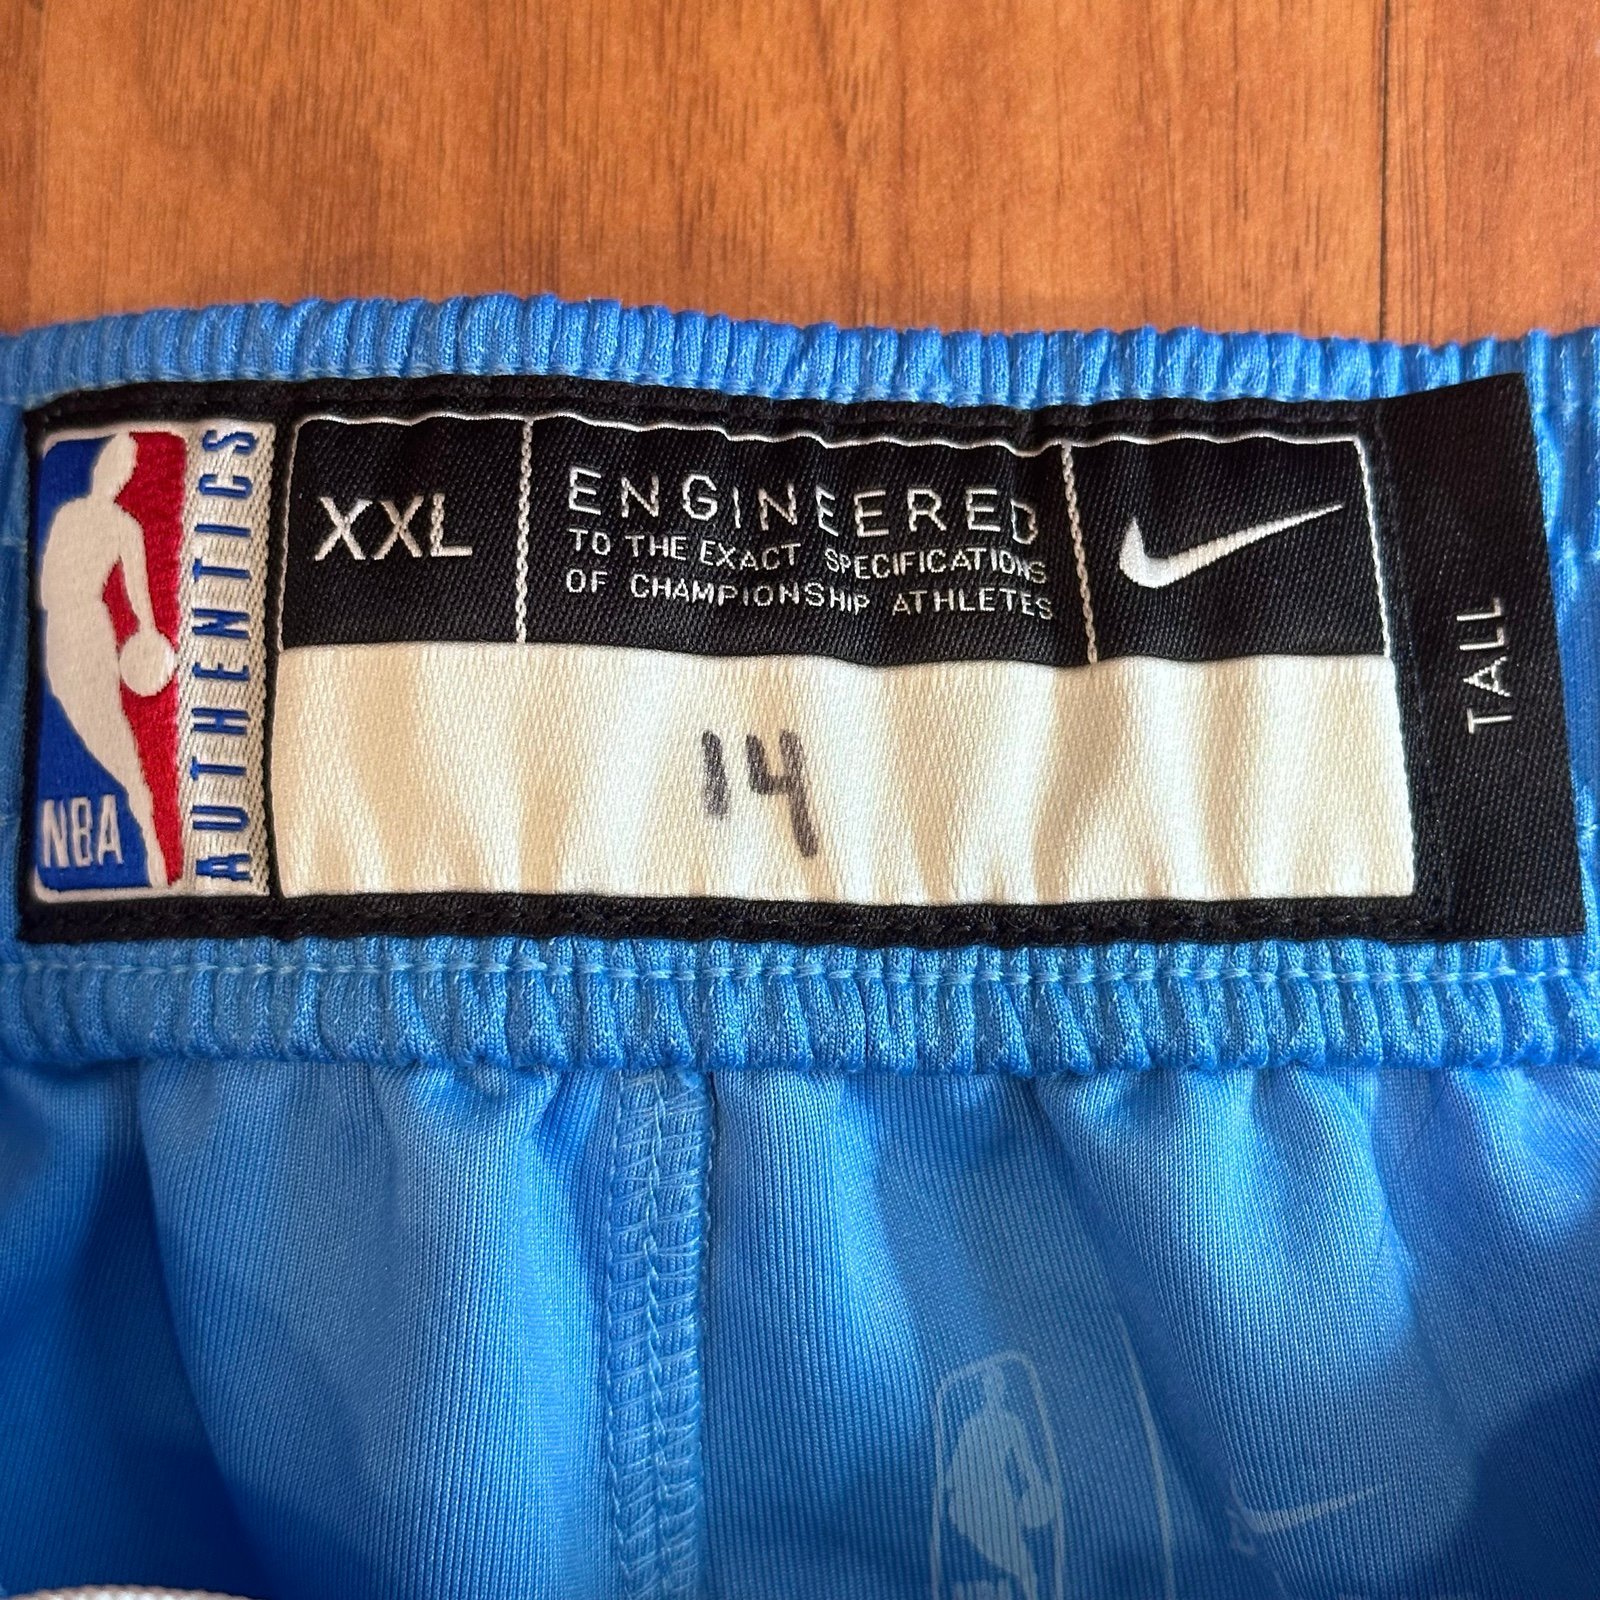 NBA
AUTHENTICS
XXL
ENGINEERED
TO THE EXACT SPECIFICATIONS
OF CHAMPIONSHIP ATHLETES
TALL
14